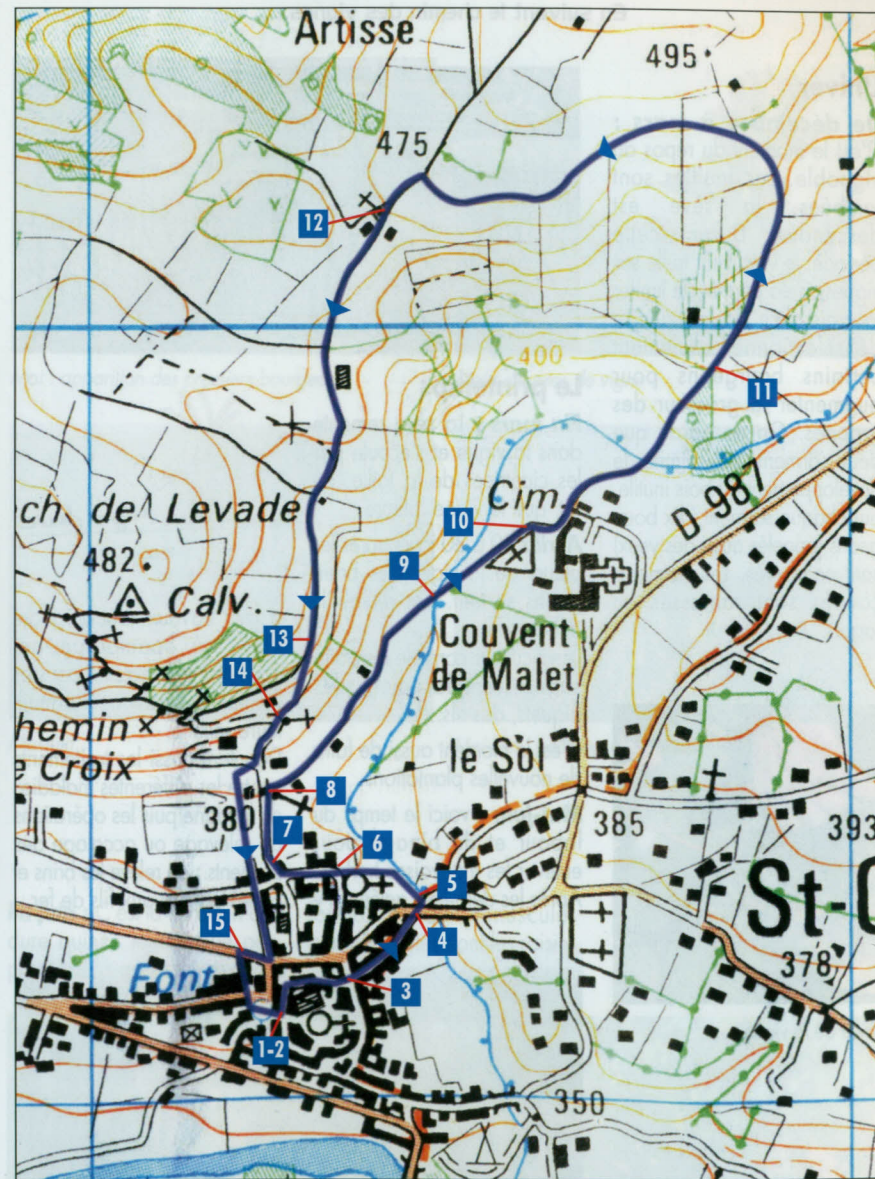 Artisse
495
475
12
400
11
ch. de Levade
Cim.
10
D 987
482
9
Calv.
Couvent
de Malet
13
14
hemin
e Croix
le Sol
8
38
7
6
385
393
5
St C
15
4
Font
3
378
1-2
350